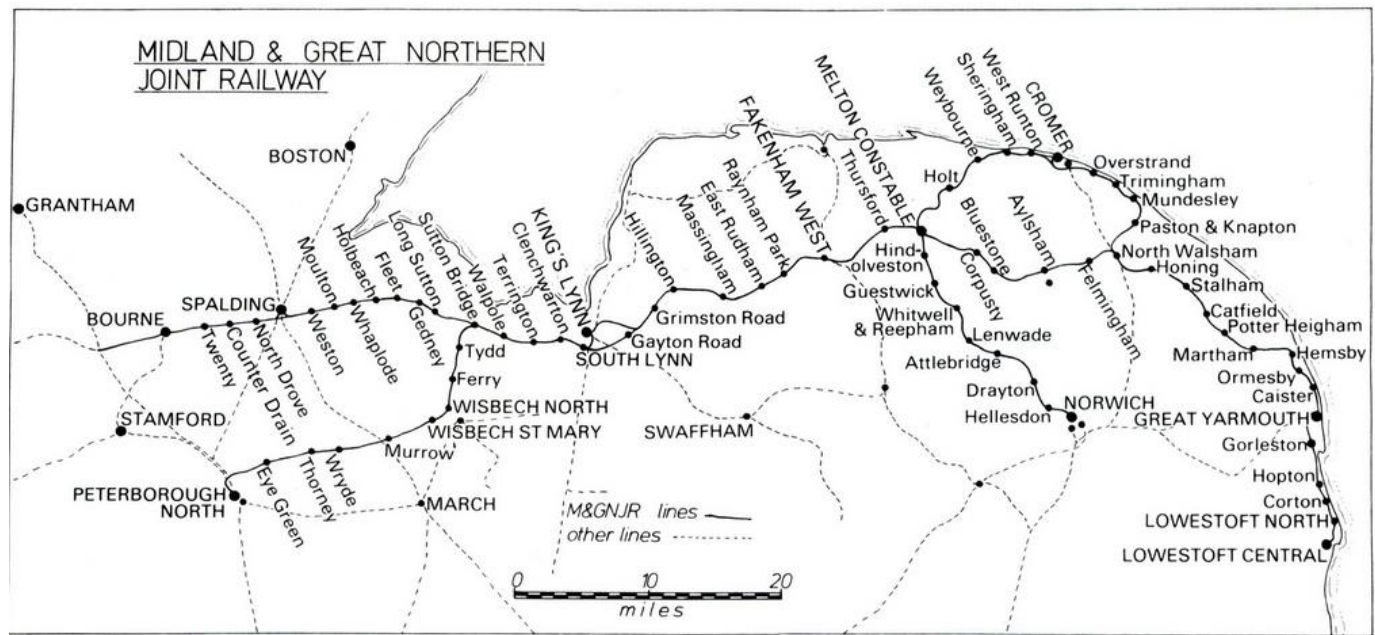 MIDLAND & GREAT NORTHERN
JOINT RAILWAY
BOSTON
GRANTHAM
BOURNE
Twenty
Counter Drain
North Drove
SPALDING
Weston
Moulton
Whaplode
Holbeach
Fleet
Gedney
Long Sutton
Sutton Bridge
Walpole
Terrington
Clenchwarton
KING'S LYNN
SOUTH LYNN
Tydd
Ferry
WISBECH NORTH
WISBECH ST MARY
Murrow
Wryde
Thorney
Eye Green
PETERBOROUGH
NORTH
STAMFORD
MARCH
Gayton Road
Grimston Road
Hillington
Massingham
East Rudham
Raynham Park
FAKENHAM WEST
Thursford
MELTON CONSTABLE
Holt
Weybourne
Sheringham
West Runton
CROMER
Overstrand
Trimingham
Mundesley
Paston & Knapton
North Walsham
Honing
Stalham
Catfield
Potter Heigham
Martham
Hemsby
Ormesby
Caister
GREAT YARMOUTH
Gorleston
Hopton
Corton
LOWESTOFT NORTH
LOWESTOFT CENTRAL
Bluestone
Corpusty
Aylsham
Felmingham
Hind-
olveston
Guestwick
Whitwell
& Reepham
Lenwade
Attlebridge
Drayton
Hellesdon
NORWICH
SWAFFHAM
M&GNJR lines
other lines
0 10 20
miles